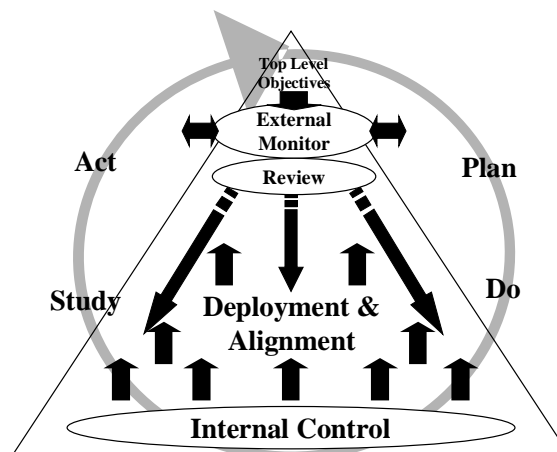 Top Level
Objectives
External
Monitor
Act
Plan
Review
Study
Do
Deployment &
Alignment
Internal Control